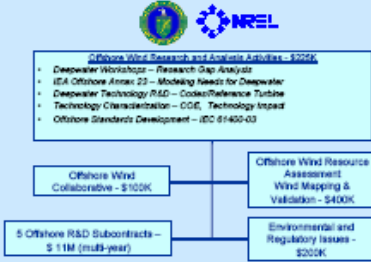 NREL
Offshore Wind Research and Analysis Activities - $225K
• Deepwater Workshops – Research Gap Analysis
• IEA Offshore Annex 23 – Modeling Needs for Deepwater
• Deepwater Technology R&D – Codes/Reference Turbine
• Technology Characterization – COE, Technology Impact
• Offshore Standards Development – IEC 61400-03
Offshore Wind
Collaborative - $100K
Offshore Wind Resource
Assessment
Wind Mapping &
Validation - $400K
5 Offshore R&D Subcontracts –
$ 11M (multi-year)
Environmental and
Regulatory Issues -
$200K